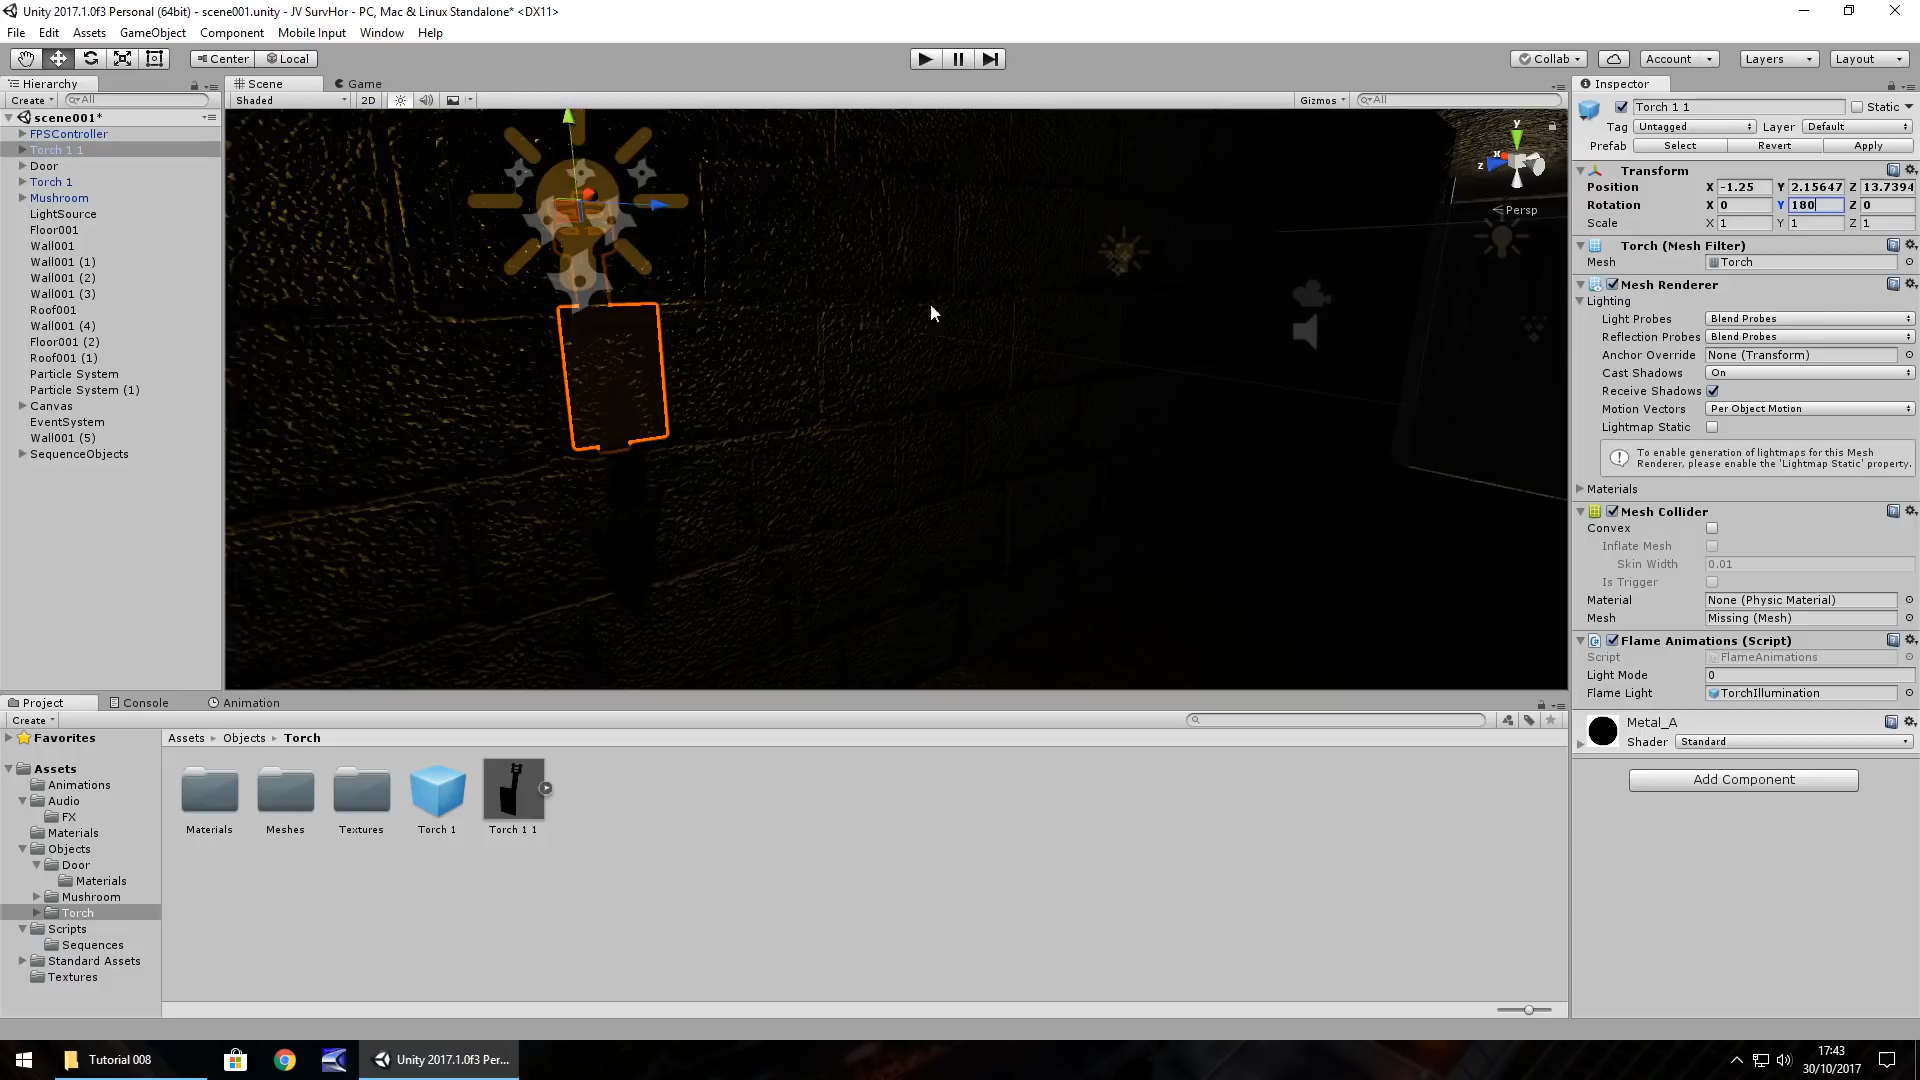 Unity 2017.1.0f3 Personal (64bit) - scene001.unity - JV SurvHor - PC, Mac & Linux Standalone* <DX11>
File Edit Assets GameObject Component Mobile Input Window Help
Center Local
Collab Account Layers Layout
Hierarchy
Create All
scene001*
FPSController
Torch 1 1
Door
Torch 1
Mushroom
LightSource
Floor001
Wall001
Wall001 (1)
Wall001 (2)
Wall001 (3)
Roof001
Wall001 (4)
Floor001 (2)
Roof001 (1)
Particle System
Particle System (1)
Canvas
EventSystem
Wall001 (5)
SequenceObjects
Scene Game
Shaded 2D Gizmos All
y
x
z
Persp
Inspector
Torch 1 1 Static
Tag Untagged Layer Default
Prefab Select Revert Apply
Transform
Position X -1.25 Y 2.15647 Z 13.7394
Rotation X 0 Y 180 Z 0
Scale X 1 Y 1 Z 1
Torch (Mesh Filter)
Mesh Torch
Mesh Renderer
Lighting
Light Probes Blend Probes
Reflection Probes Blend Probes
Anchor Override None (Transform)
Cast Shadows On
Receive Shadows
Motion Vectors Per Object Motion
Lightmap Static
To enable generation of lightmaps for this Mesh
Renderer, please enable the 'Lightmap Static' property.
Materials
Mesh Collider
Convex
Inflate Mesh
Skin Width 0.01
Is Trigger
Material None (Physic Material)
Mesh Missing (Mesh)
Flame Animations (Script)
Script FlameAnimations
Light Mode 0
Flame Light TorchIllumination
Metal_A
Shader Standard
Add Component
Project Console Animation
Create
Favorites
Assets
Animations
Audio
FX
Materials
Objects
Door
Materials
Mushroom
Torch
Scripts
Sequences
Standard Assets
Textures
Assets Objects Torch
Materials Meshes Textures Torch 1 Torch 1 1
Tutorial 008
Unity 2017.1.0f3 Per...
17:43
30/10/2017